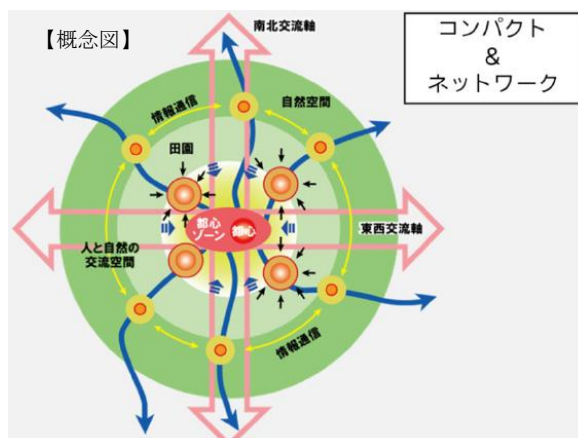 【概念図】
南北交流軸
コンパクト
&
ネットワーク
情報通信
自然空間
田園
都心
ゾーン
都心
東西交流軸
人と自然の
交流空間
情報通信